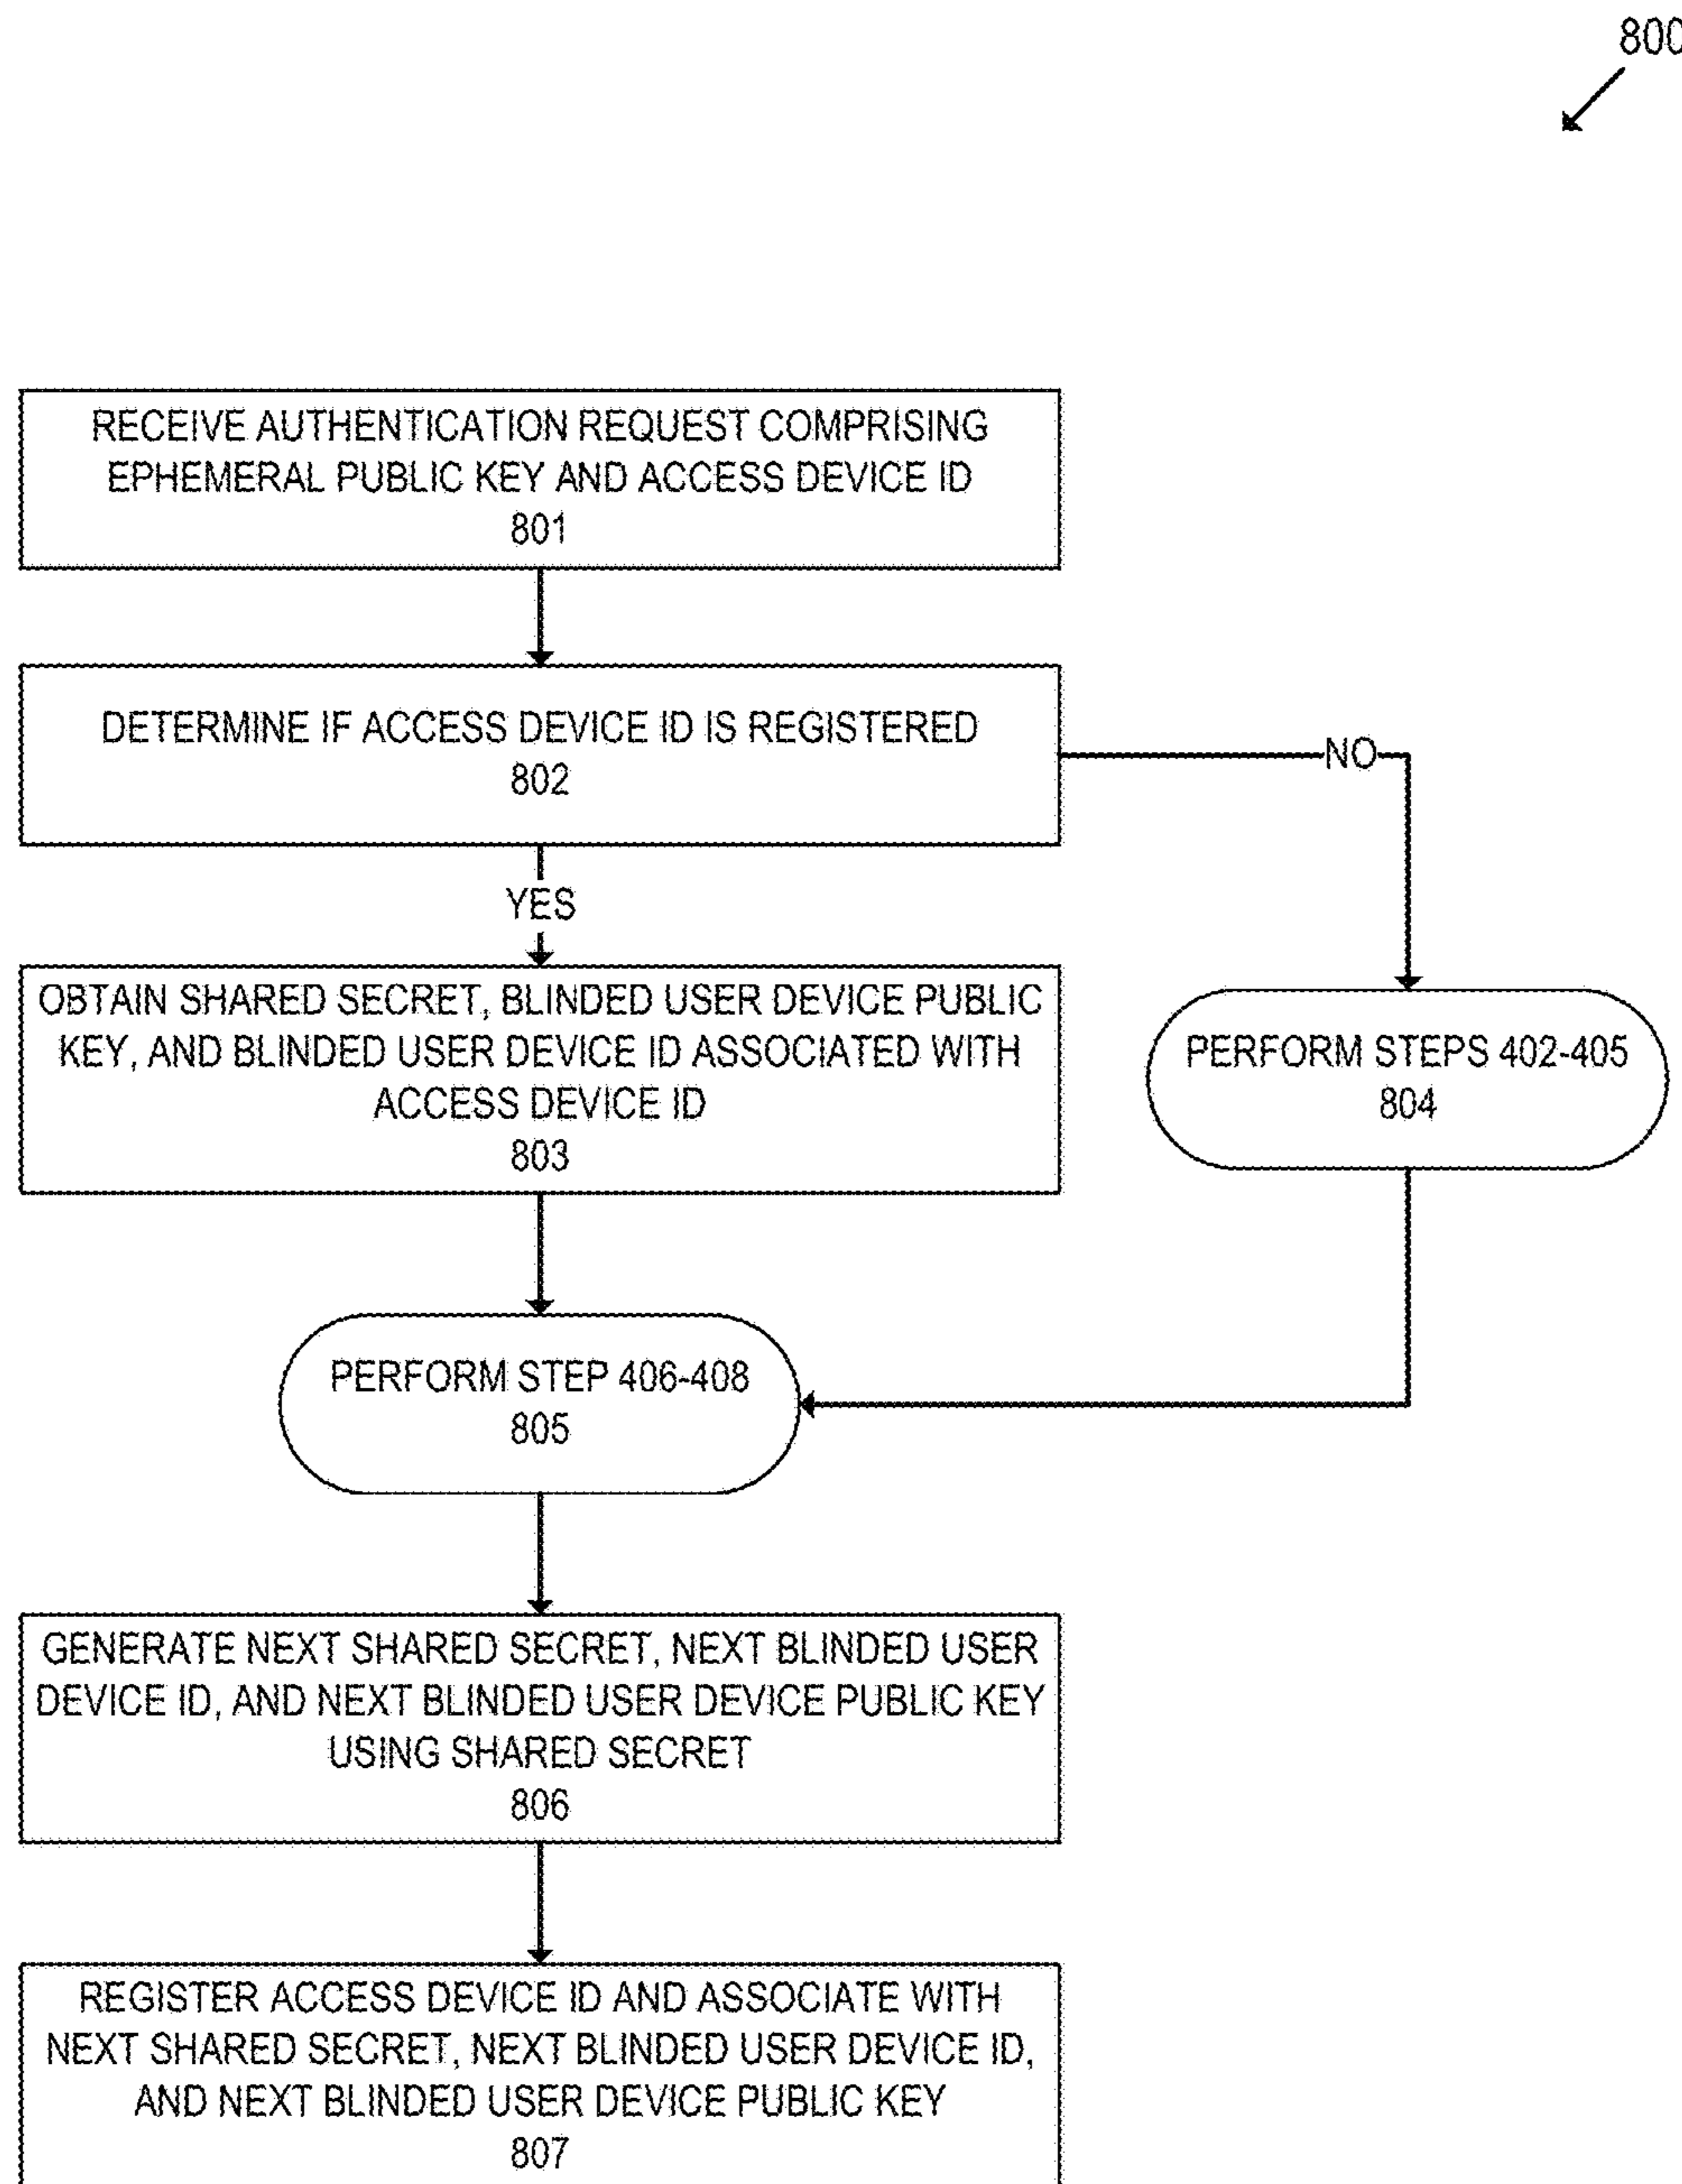 800
RECEIVE AUTHENTICATION REQUEST COMPRISING
EPHEMERAL PUBLIC KEY AND ACCESS DEVICE ID
801
DETERMINE IF ACCESS DEVICE ID IS REGISTERED
802
NO
YES
OBTAIN SHARED SECRET, BLINDED USER DEVICE PUBLIC
KEY, AND BLINDED USER DEVICE ID ASSOCIATED WITH
ACCESS DEVICE ID
803
PERFORM STEPS 402-405
804
PERFORM STEP 406-408
805
GENERATE NEXT SHARED SECRET, NEXT BLINDED USER
DEVICE ID, AND NEXT BLINDED USER DEVICE PUBLIC KEY
USING SHARED SECRET
806
REGISTER ACCESS DEVICE ID AND ASSOCIATE WITH
NEXT SHARED SECRET, NEXT BLINDED USER DEVICE ID,
AND NEXT BLINDED USER DEVICE PUBLIC KEY
807